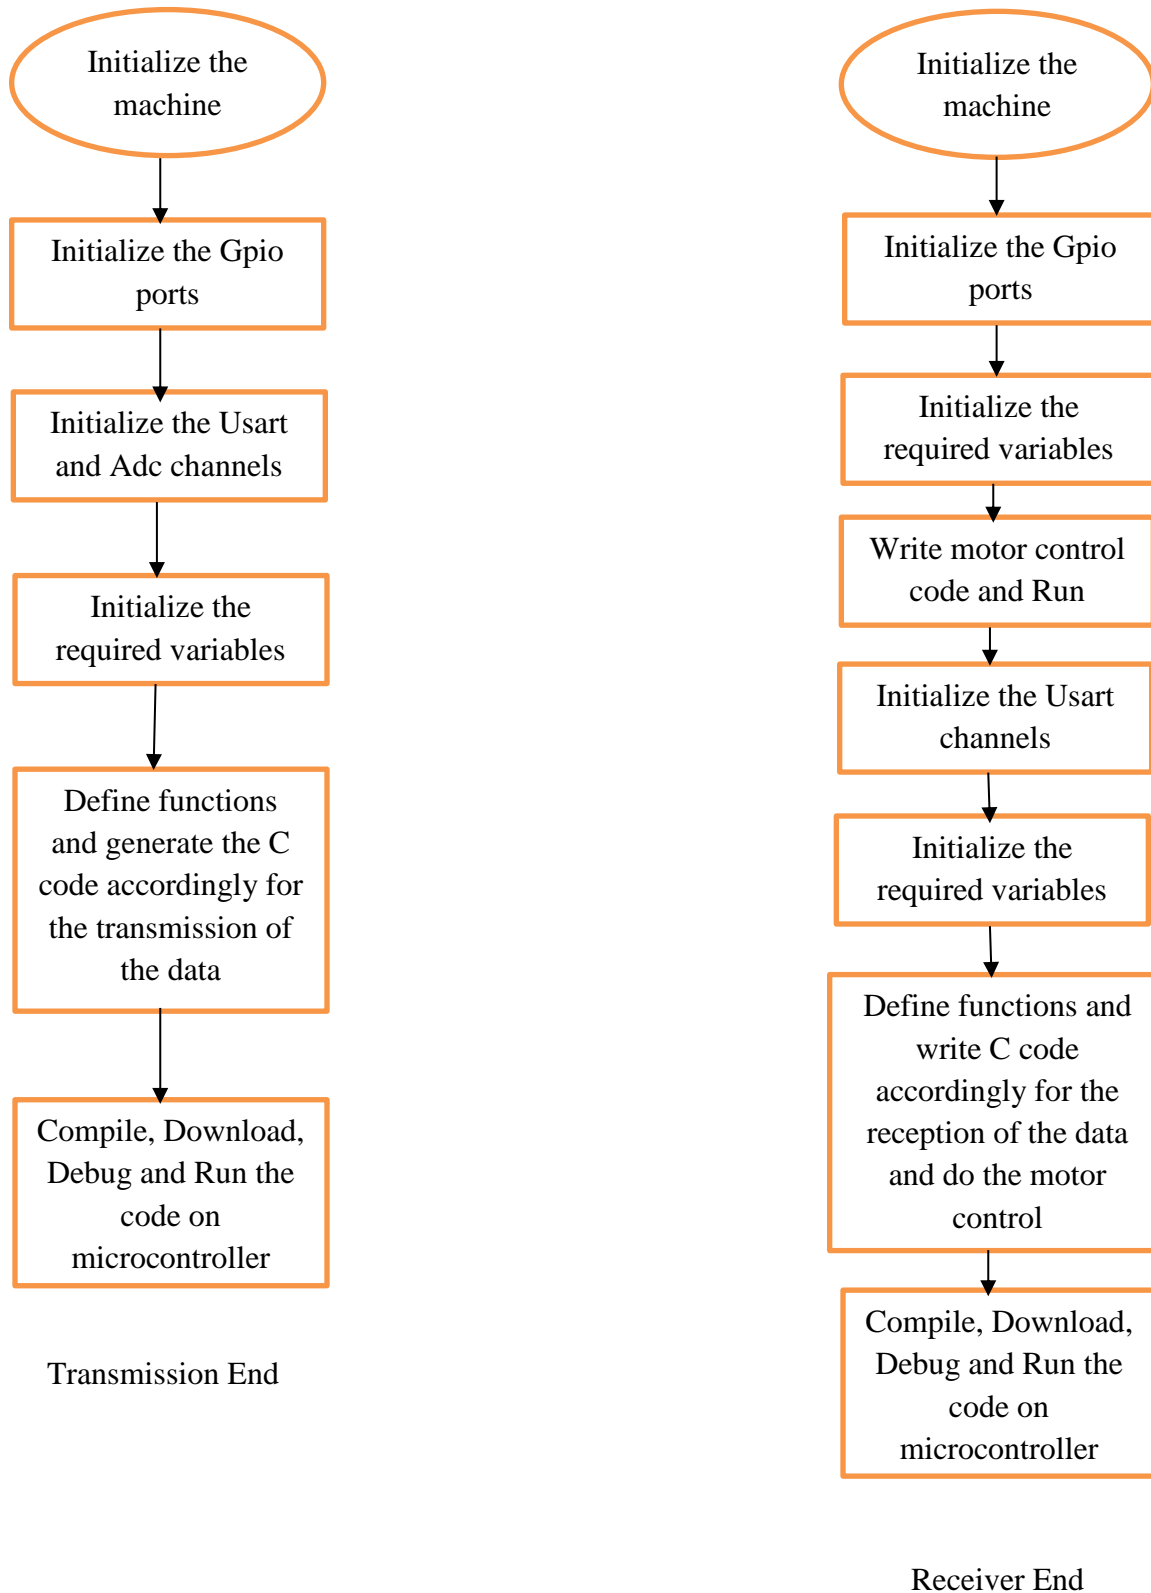 Initialize the
machine
Initialize the Gpio
ports
Initialize the Usart
and Adc channels
Initialize the
required variables
Define functions
and generate the C
code accordingly for
the transmission of
the data
Compile, Download,
Debug and Run the
code on
microcontroller
Transmission End
Initialize the
machine
Initialize the Gpio
ports
Initialize the
required variables
Write motor control
code and Run
Initialize the Usart
channels
Initialize the
required variables
Define functions and
write C code
accordingly for the
reception of the data
and do the motor
control
Compile, Download,
Debug and Run the
code on
microcontroller
Receiver End